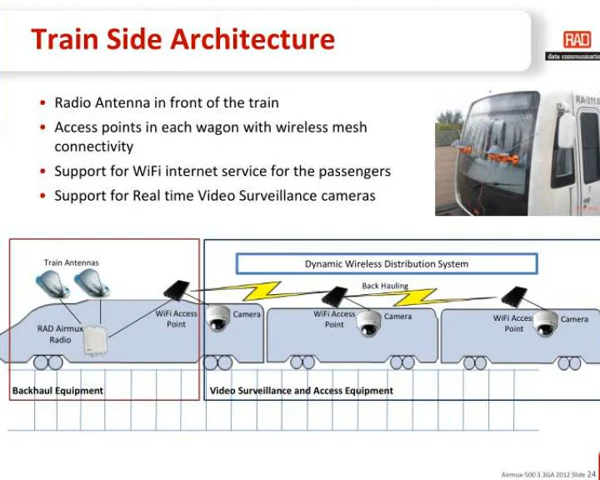 Train Side Architecture
RAD
data communications
• Radio Antenna in front of the train
• Access points in each wagon with wireless mesh
connectivity
• Support for WiFi internet service for the passengers
• Support for Real time Video Surveillance cameras
Train Antennas
Dynamic Wireless Distribution System
Back Hauling
WiFi Access
Point
Camera
WiFi Access
Point
Camera
WiFi Access
Point
Camera
RAD Airmux
Radio
Backhaul Equipment
Video Surveillance and Access Equipment
Airmux-500 3.3GA 2012 Slide 24